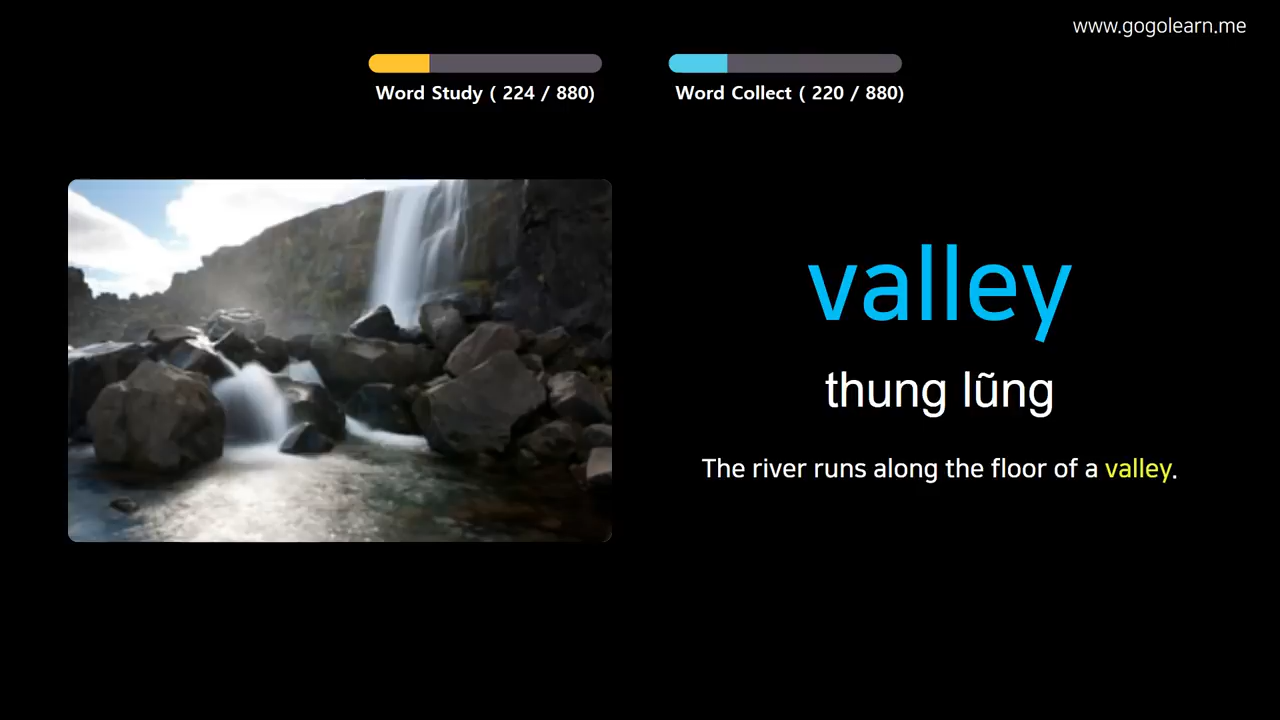 www.gogolearn.me
Word Study ( 224 / 880)
Word Collect ( 220 / 880)
valley
thung lũng
The river runs along the floor of a valley.